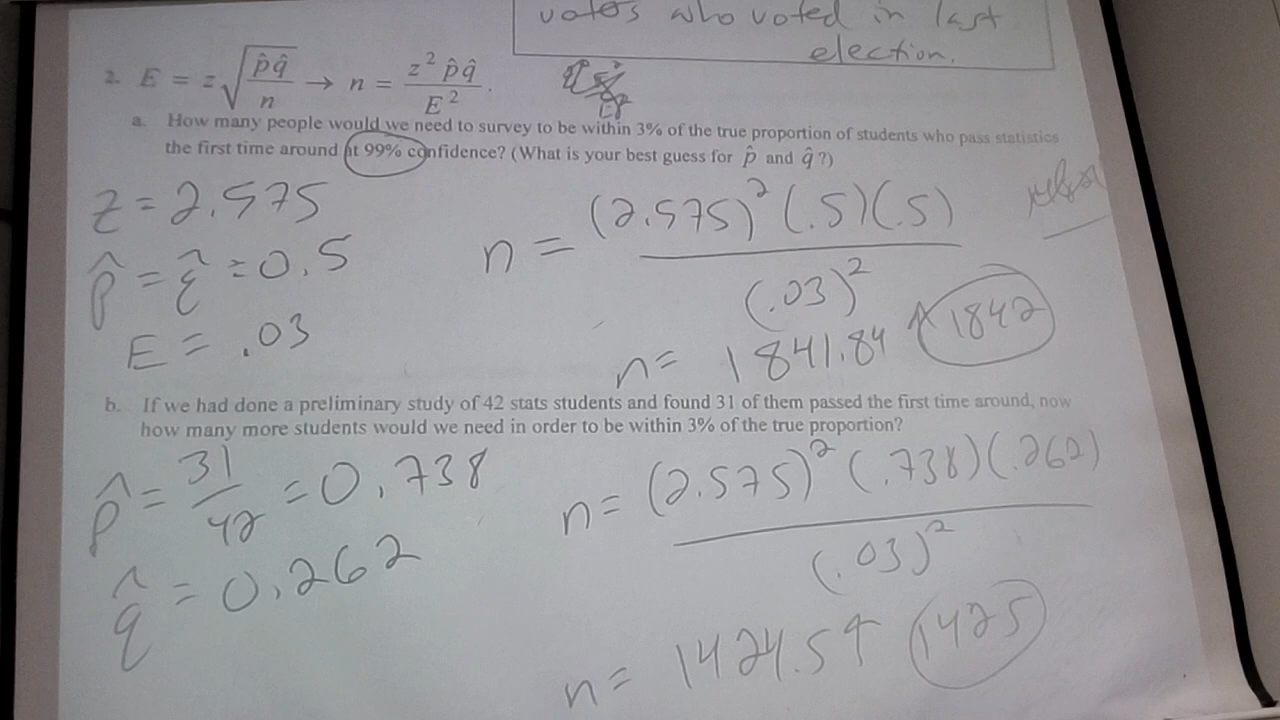 votes who voted in last
election.
2. E = z√(p̂q̂/n) → n = z² p̂q̂ / E² .
a. How many people would we need to survey to be within 3% of the true proportion of students who pass statistics
the first time around at 99% confidence? (What is your best guess for p̂ and q̂ ?)
z = 2.575
p̂ = q̂ = 0.5
E = .03
n = (2.575)² (.5)(.5) / (.03)²
n = 1841.84 ↑ 1842
b. If we had done a preliminary study of 42 stats students and found 31 of them passed the first time around, now
how many more students would we need in order to be within 3% of the true proportion?
p̂ = 31/42 = 0.738
q̂ = 0.262
n = (2.575)² (.738)(.262) / (.03)²
n = 1424.5 ↑ 1425